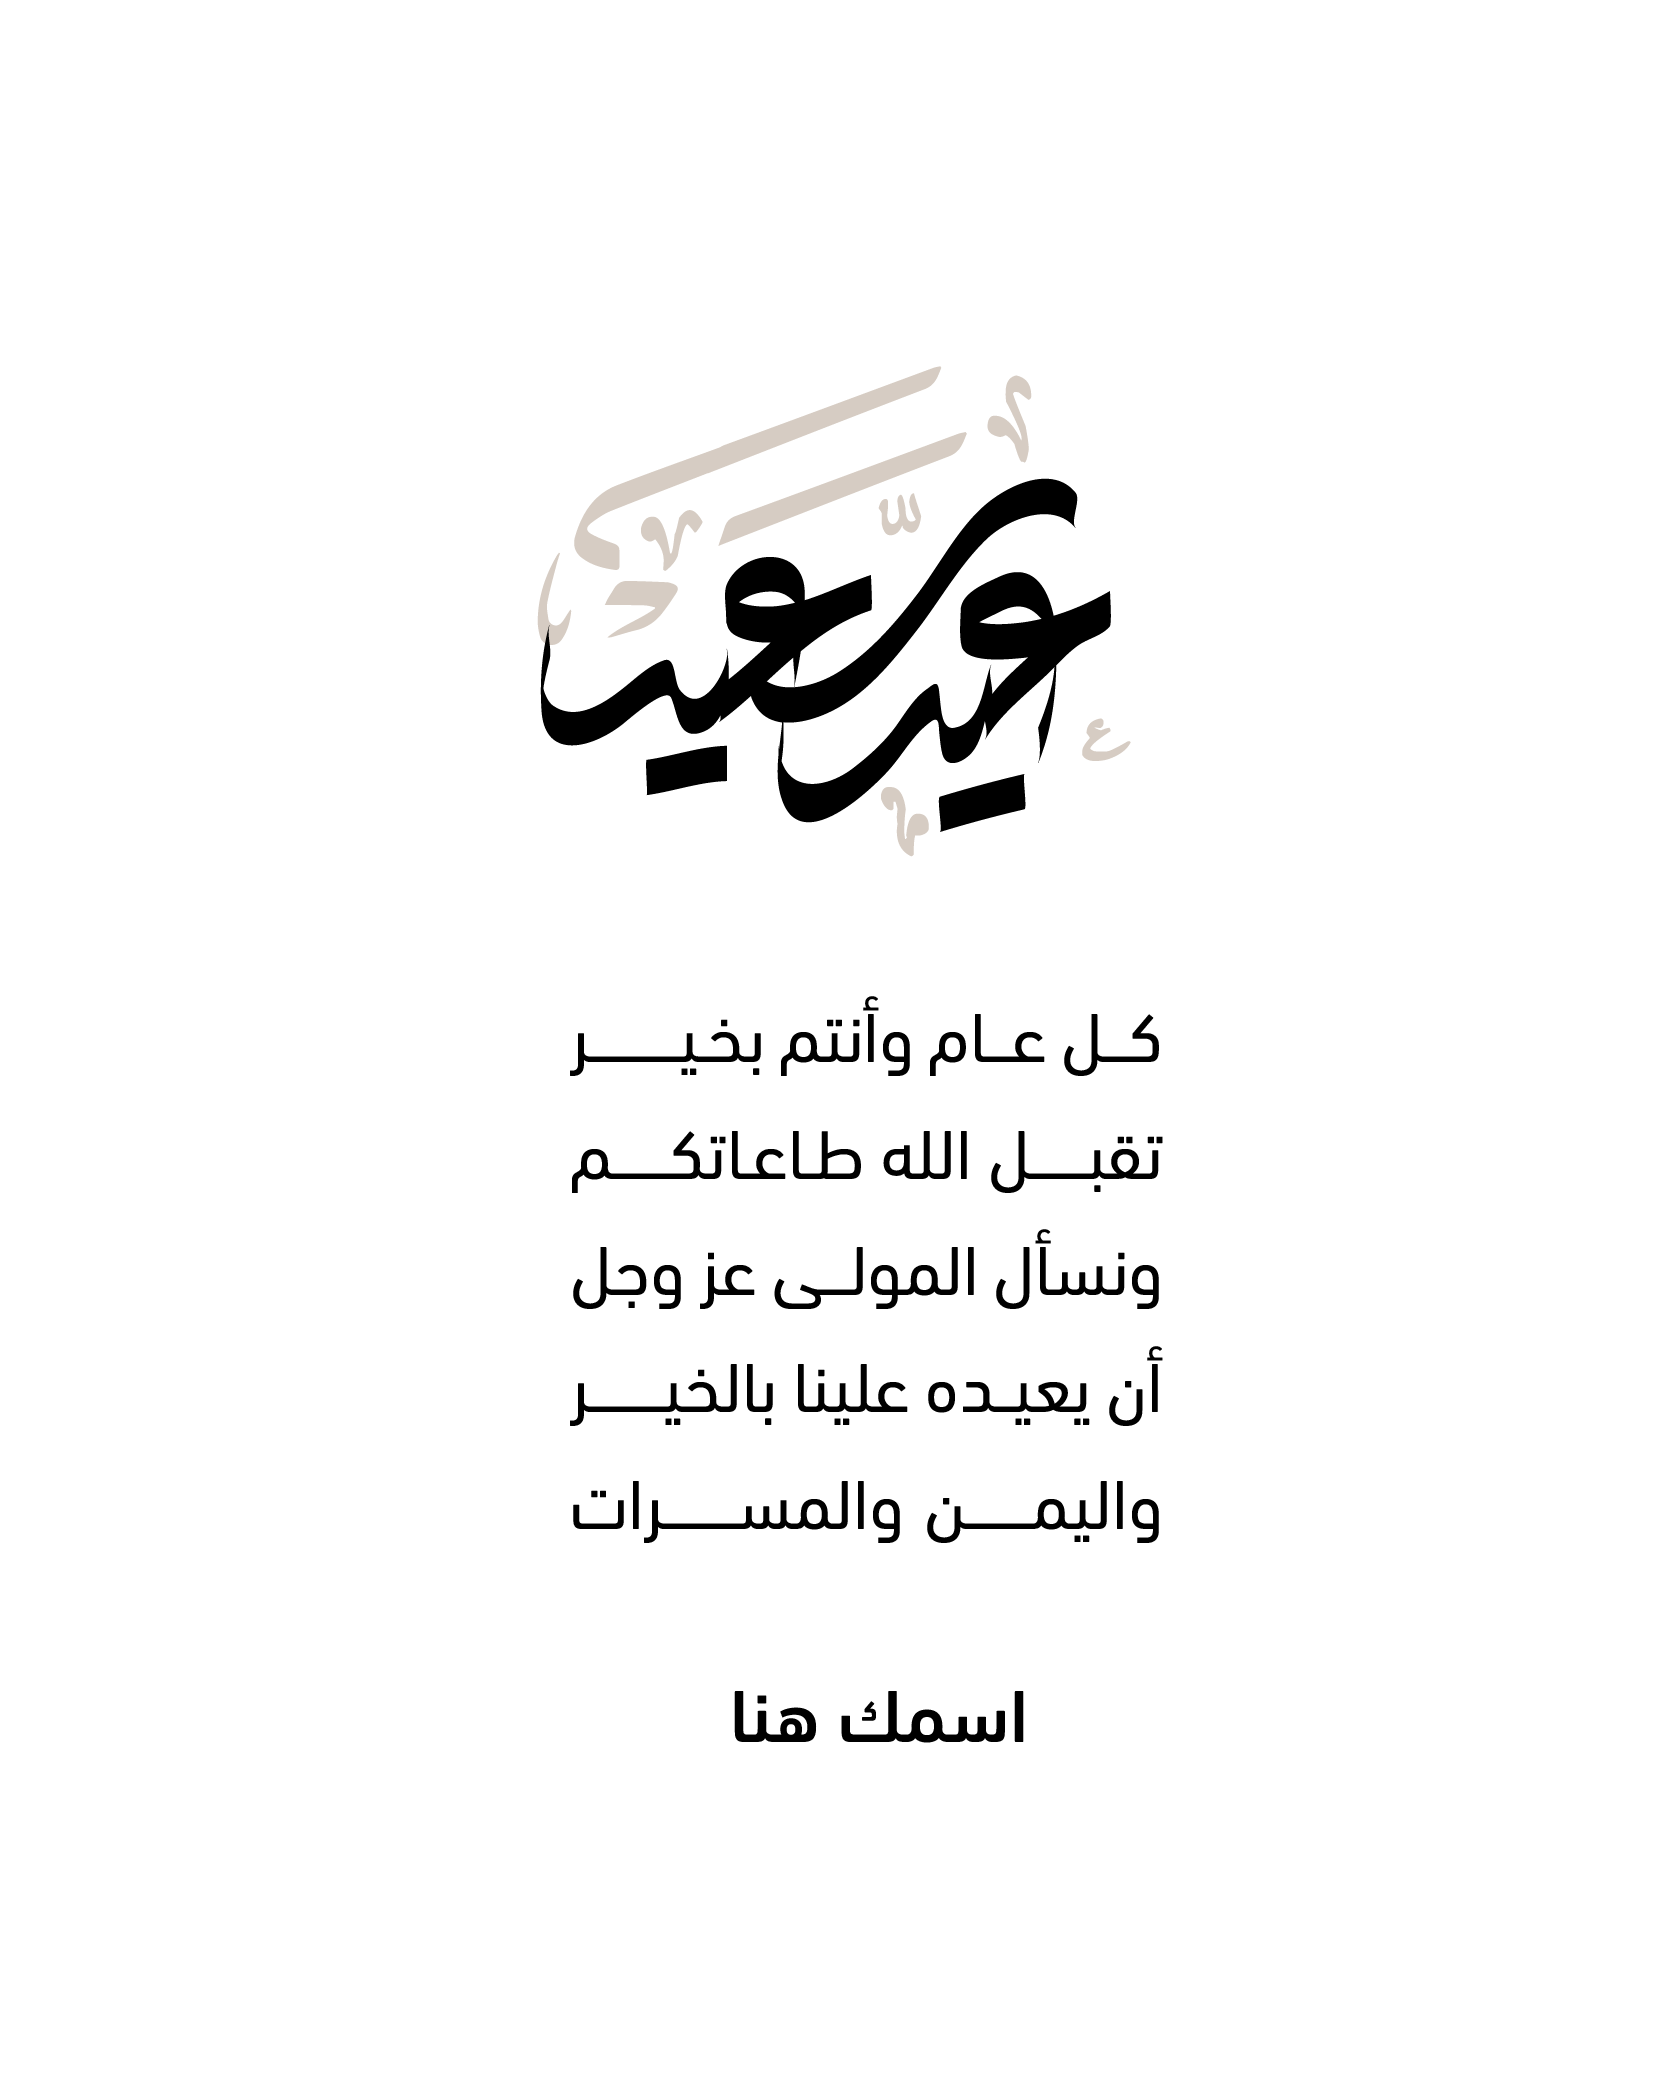 عيد سعيد
كل عام وأنتم بخير
تقبل الله طاعاتكم
ونسأل المولى عز وجل
أن يعيده علينا بالخير
واليمن والمسرات
اسمك هنا